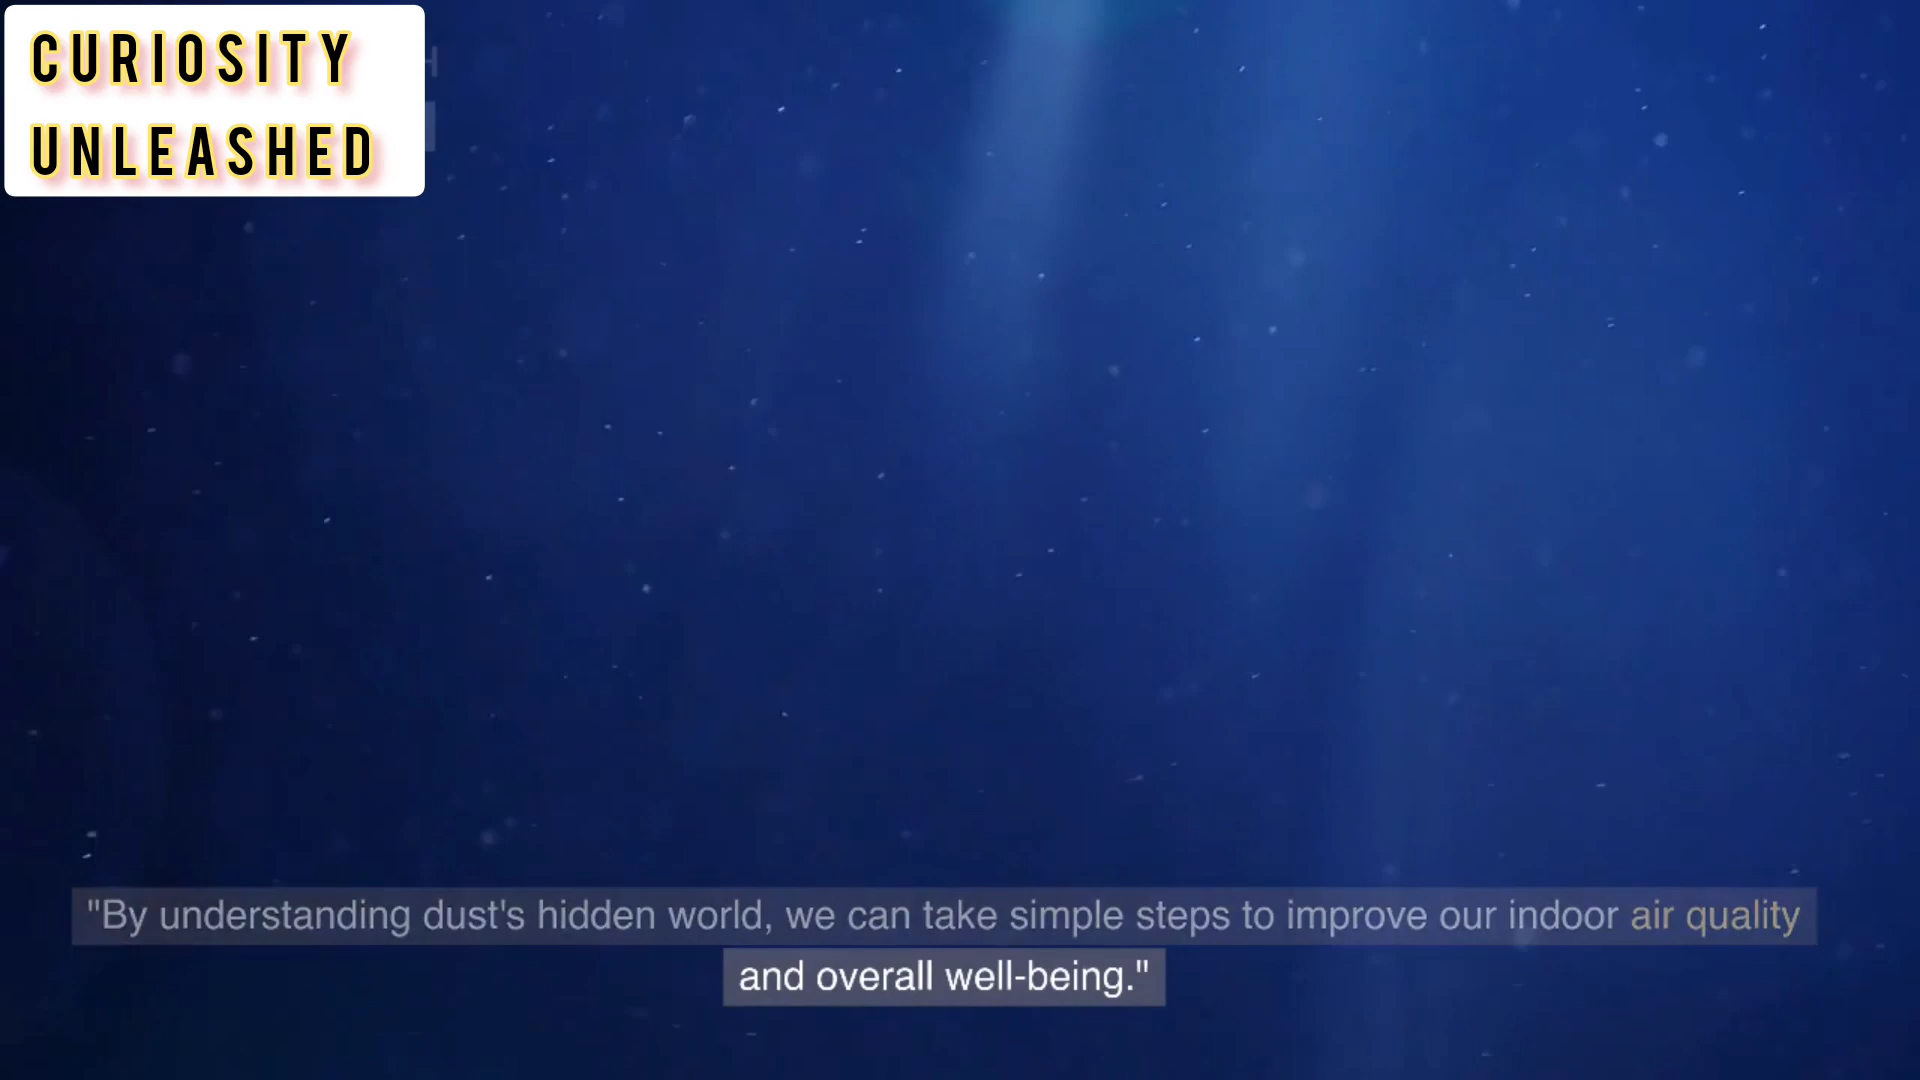 CURIOSITY
UNLEASHED
"By understanding dust's hidden world, we can take simple steps to improve our indoor air quality
and overall well-being."